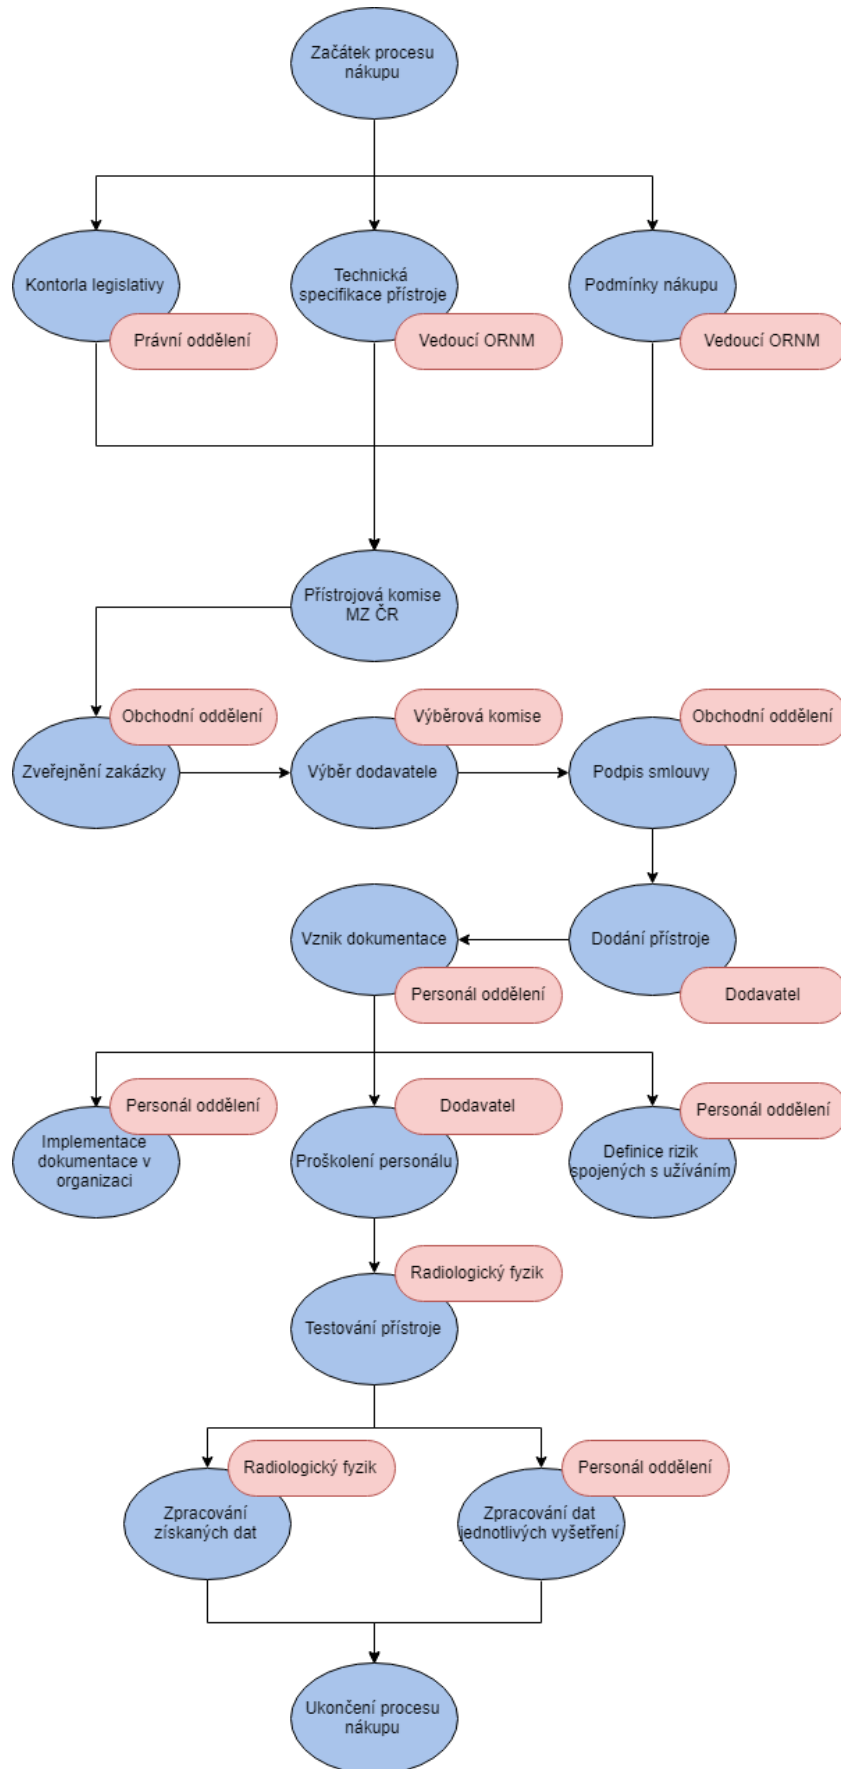 Začátek procesu
nákupu
Kontorla legislativy
Právní oddělení
Technická
specifikace přístroje
Vedoucí ORNM
Podmínky nákupu
Vedoucí ORNM
Přístrojová komise
MZ ČR
Obchodní oddělení
Zveřejnění zakázky
Výběrová komise
Výběr dodavatele
Obchodní oddělení
Podpis smlouvy
Vznik dokumentace
Personál oddělení
Dodání přístroje
Dodavatel
Personál oddělení
Implementace
dokumentace v
organizaci
Dodavatel
Proškolení personálu
Personál oddělení
Definice rizik
spojených s užíváním
Radiologický fyzik
Testování přístroje
Radiologický fyzik
Zpracování
získaných dat
Personál oddělení
Zpracování dat
jednotlivých vyšetření
Ukončení procesu
nákupu